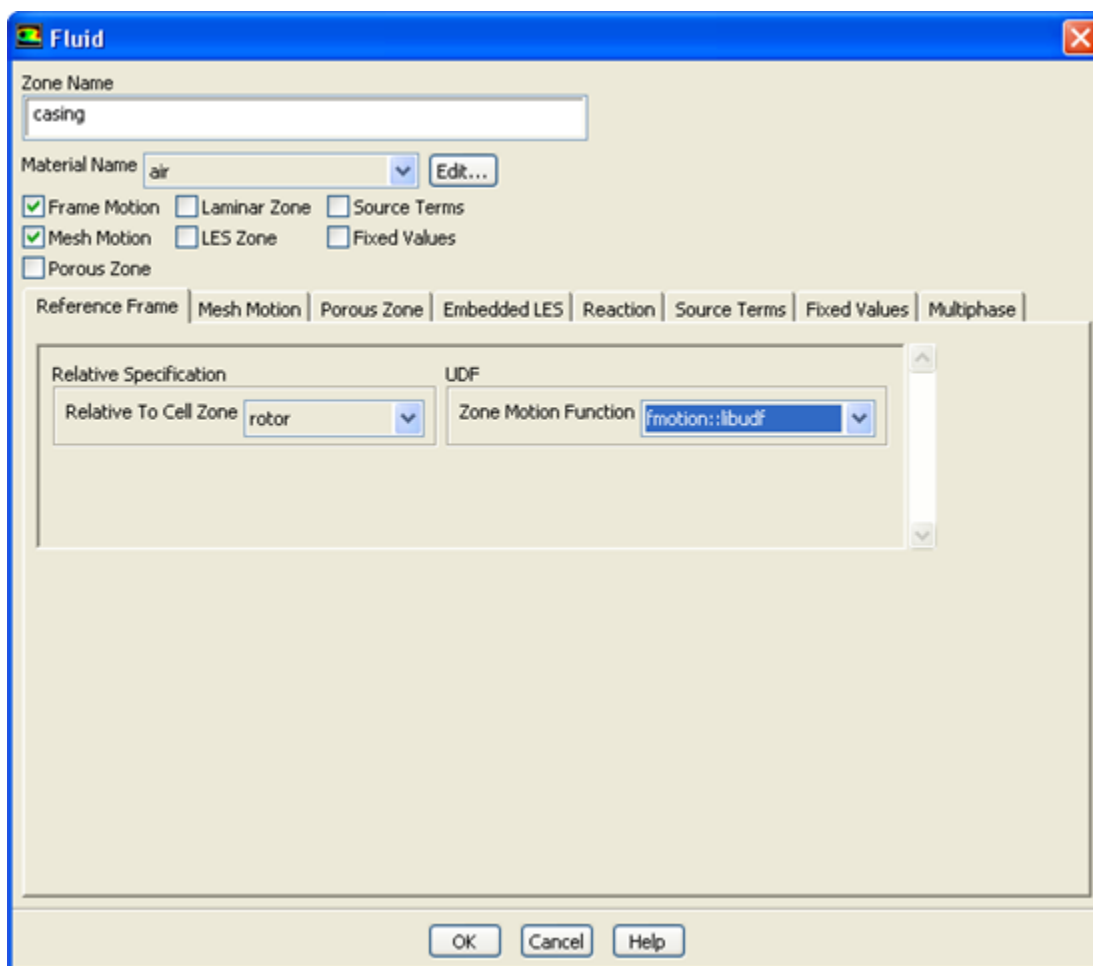 Fluid
Zone Name
casing
Material Name air Edit...
Frame Motion Laminar Zone Source Terms
Mesh Motion LES Zone Fixed Values
Porous Zone
Reference Frame Mesh Motion Porous Zone Embedded LES Reaction Source Terms Fixed Values Multiphase
Relative Specification UDF
Relative To Cell Zone rotor Zone Motion Function fmotion::libudf
OK Cancel Help